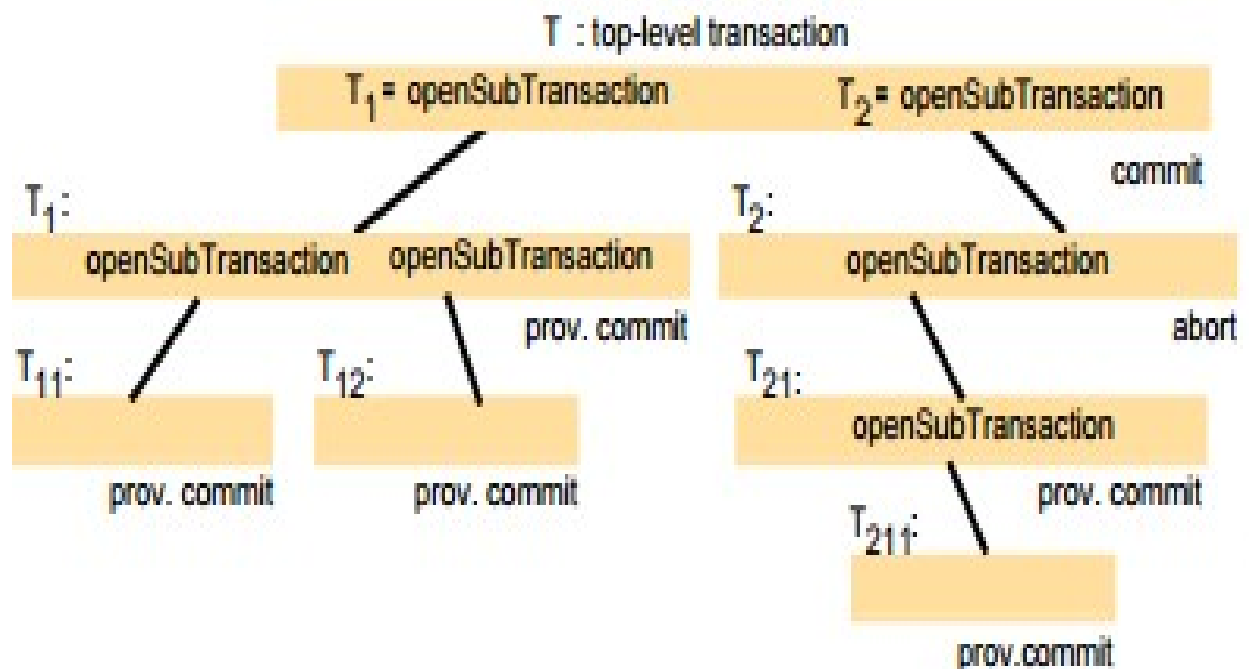 T : top-level transaction
T1 = openSubTransaction T2 = openSubTransaction
commit
T1: T2:
openSubTransaction openSubTransaction openSubTransaction
prov. commit abort
T11: T12: T21:
openSubTransaction
prov. commit prov. commit prov. commit
T211:
prov.commit